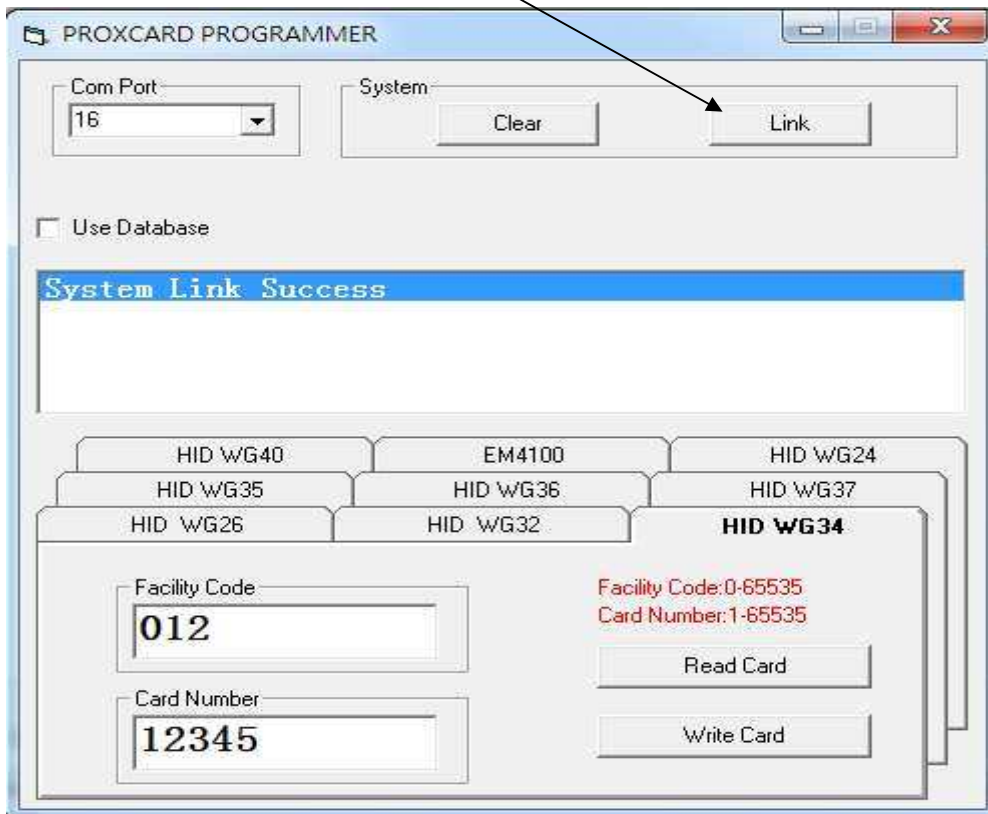 PROXCARD PROGRAMMER
Com Port
16
System
Clear
Link
Use Database
System Link Success
HID WG40
EM4100
HID WG24
HID WG35
HID WG36
HID WG37
HID WG26
HID WG32
HID WG34
Facility Code
012
Facility Code:0-65535
Card Number:1-65535
Read Card
Card Number
12345
Write Card